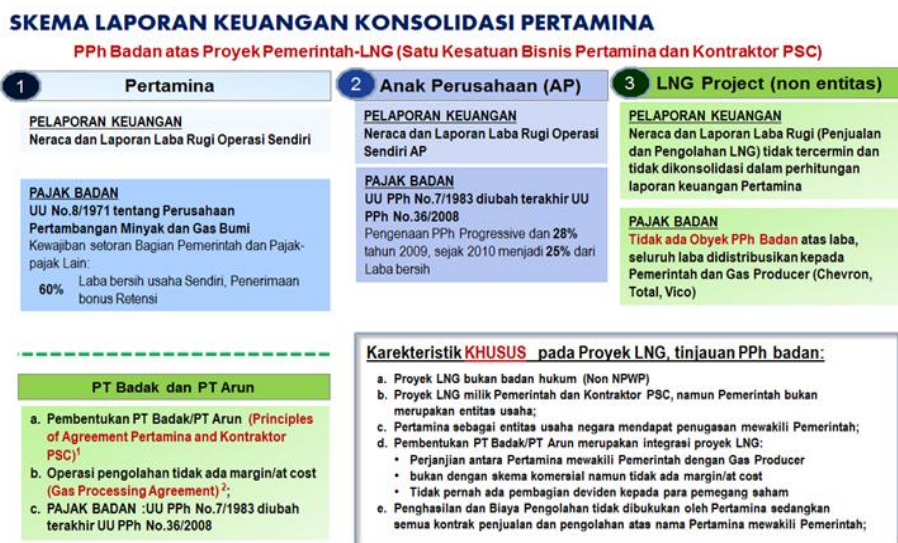 SKEMA LAPORAN KEUANGAN KONSOLIDASI PERTAMINA
PPh Badan atas Proyek Pemerintah-LNG (Satu Kesatuan Bisnis Pertamina dan Kontraktor PSC)
1
Pertamina
PELAPORAN KEUANGAN
Neraca dan Laporan Laba Rugi Operasi Sendiri
PAJAK BADAN
UU No.8/1971 tentang Perusahaan
Pertambangan Minyak dan Gas Bumi
Kewajiban setoran Bagian Pemerintah dan Pajak-
pajak Lain:
60% Laba bersih usaha Sendiri, Penerimaan
bonus Retensi
2
Anak Perusahaan (AP)
PELAPORAN KEUANGAN
Neraca dan Laporan Laba Rugi Operasi
Sendiri AP
PAJAK BADAN
UU PPh No.7/1983 diubah terakhir UU
PPh No.36/2008
Pengenaan PPh Progressive dan 28%
tahun 2009, sejak 2010 menjadi 25% dari
Laba bersih
3
LNG Project (non entitas)
PELAPORAN KEUANGAN
Neraca dan Laporan Laba Rugi (Penjualan
dan Pengolahan LNG) tidak tercermin dan
tidak dikonsolidasi dalam perhitungan
laporan keuangan Pertamina
PAJAK BADAN
Tidak ada Obyek PPh Badan atas laba,
seluruh laba didistribusikan kepada
Pemerintah dan Gas Producer (Chevron,
Total, Vico)
PT Badak dan PT Arun
a. Pembentukan PT Badak/PT Arun (Principles
of Agreement Pertamina and Kontraktor
PSC)1
b. Operasi pengolahan tidak ada margin/at cost
(Gas Processing Agreement) 2;
c. PAJAK BADAN :UU PPh No.7/1983 diubah
terakhir UU PPh No.36/2008
Karekteristik KHUSUS pada Proyek LNG, tinjauan PPh badan:
a. Proyek LNG bukan badan hukum (Non NPWP)
b. Proyek LNG milik Pemerintah dan Kontraktor PSC, namun Pemerintah bukan
merupakan entitas usaha;
c. Pertamina sebagai entitas usaha negara mendapat penugasan mewakili Pemerintah;
d. Pembentukan PT Badak/PT Arun merupakan integrasi proyek LNG:
• Perjanjian antara Pertamina mewakili Pemerintah dengan Gas Producer
• bukan dengan skema komersial namun tidak ada margin/at cost
• Tidak pernah ada pembagian deviden kepada para pemegang saham
e. Penghasilan dan Biaya Pengolahan tidak dibukukan oleh Pertamina sedangkan
semua kontrak penjualan dan pengolahan atas nama Pertamina mewakili Pemerintah;